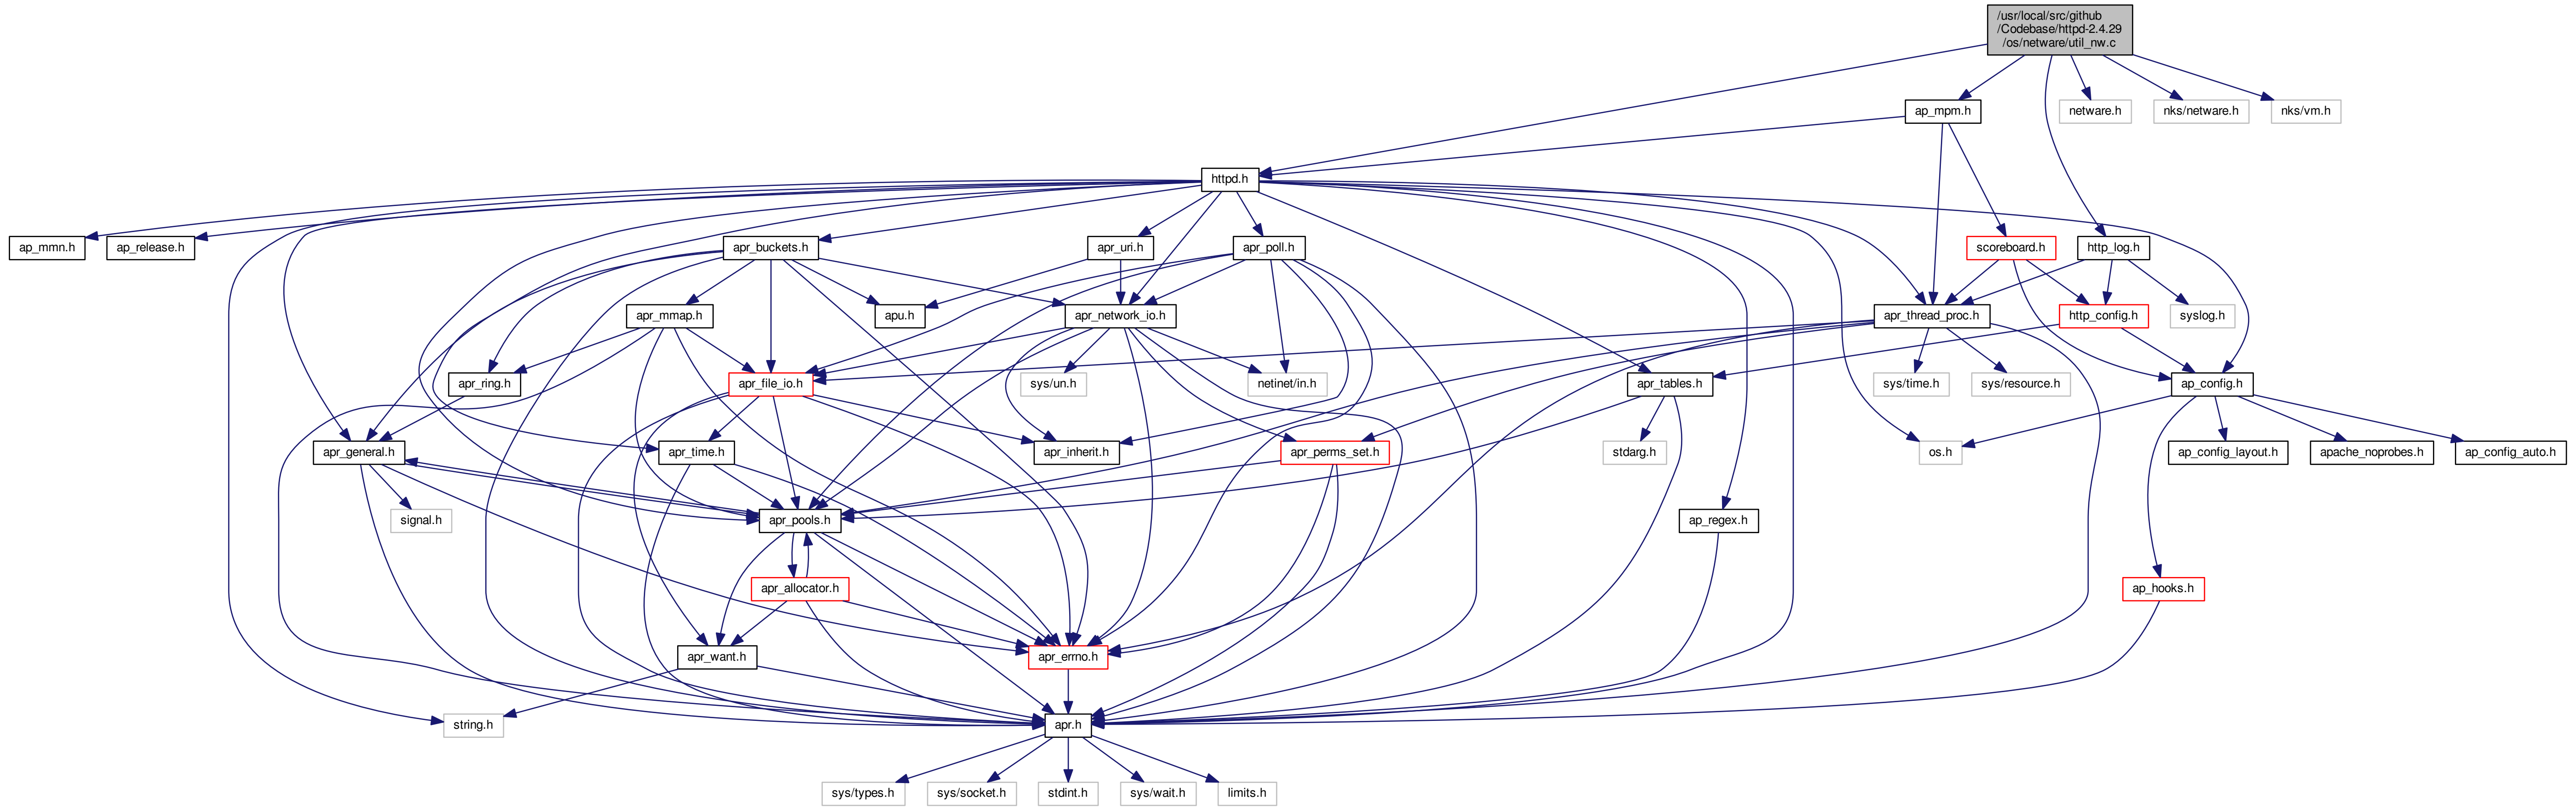 /usr/local/src/github
/Codebase/httpd-2.4.29
/os/netware/util_nw.c
ap_mpm.h
netware.h
nks/netware.h
nks/vm.h
httpd.h
ap_mmn.h
ap_release.h
apr_buckets.h
apr_uri.h
apr_poll.h
scoreboard.h
http_log.h
apr_mmap.h
apu.h
apr_network_io.h
apr_thread_proc.h
http_config.h
syslog.h
apr_ring.h
apr_file_io.h
sys/un.h
netinet/in.h
apr_tables.h
sys/time.h
sys/resource.h
ap_config.h
apr_general.h
apr_time.h
apr_inherit.h
apr_perms_set.h
stdarg.h
os.h
ap_config_layout.h
apache_noprobes.h
ap_config_auto.h
signal.h
apr_pools.h
ap_regex.h
apr_allocator.h
ap_hooks.h
apr_want.h
apr_errno.h
string.h
apr.h
sys/types.h
sys/socket.h
stdint.h
sys/wait.h
limits.h